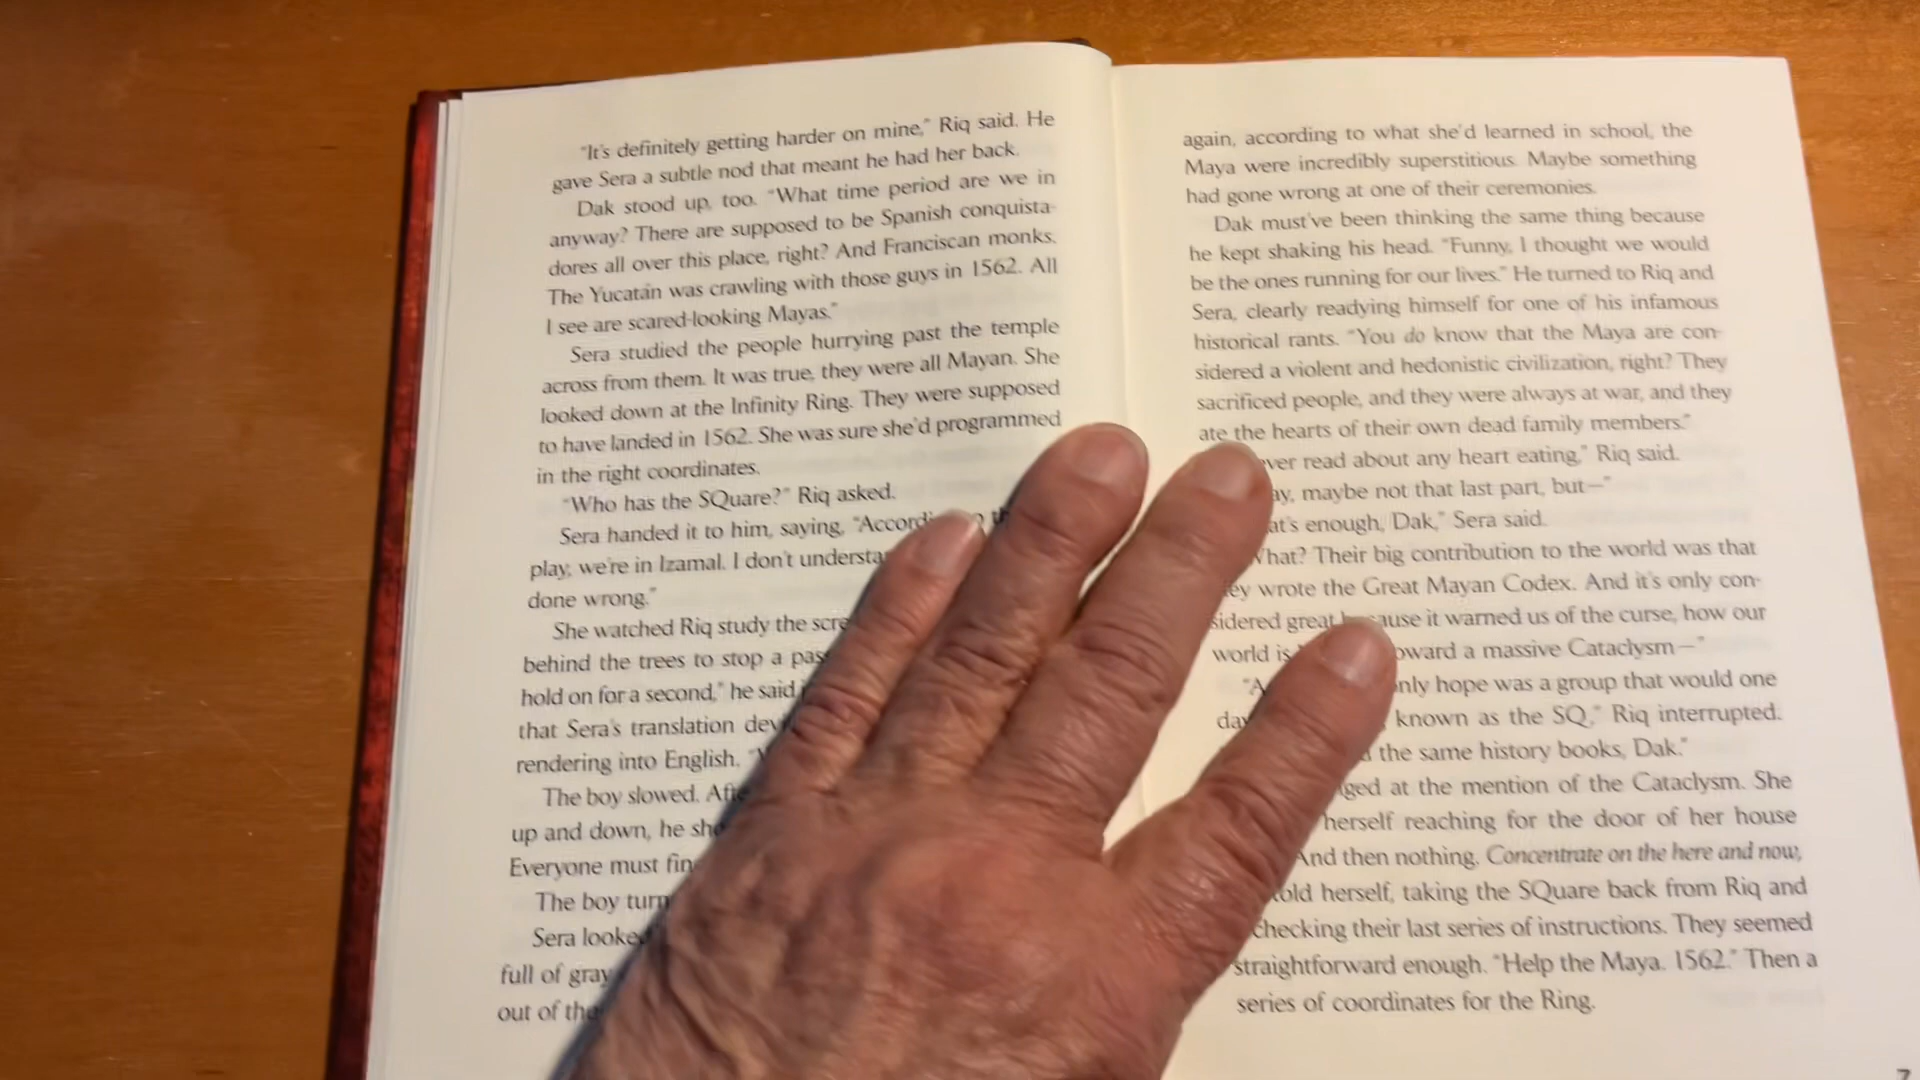 "It's definitely getting harder on mine," Riq said. He
gave Sera a subtle nod that meant he had her back.
Dak stood up, too. "What time period are we in
anyway? There are supposed to be Spanish conquista-
dores all over this place, right? And Franciscan monks.
The Yucatán was crawling with those guys in 1562. All
I see are scared-looking Mayas."
Sera studied the people hurrying past the temple
across from them. It was true, they were all Mayan. She
looked down at the Infinity Ring. They were supposed
to have landed in 1562. She was sure she'd programmed
in the right coordinates.
"Who has the SQuare?" Riq asked.
Sera handed it to him, saying,
play, we're in Izamal. I don't
done wrong."
She watched Riq study the
behind the trees to stop a
hold on for a second," he said
that Sera's translation
rendering into English.
The boy slowed.
up and down, he
Everyone must
The boy
Sera
full of gray
out of
again, according to what she'd learned in school, the
Maya were incredibly superstitious. Maybe something
had gone wrong at one of their ceremonies.
Dak must've been thinking the same thing because
he kept shaking his head. "Funny, I thought we would
be the ones running for our lives." He turned to Riq and
Sera, clearly readying himself for one of his infamous
historical rants. "You do know that the Maya are con-
sidered a violent and hedonistic civilization, right? They
sacrificed people, and they were always at war, and they
ate the hearts of their own dead family members."
read about any heart eating," Riq said.
maybe not that last part, but—"
enough, Dak," Sera said.
What? Their big contribution to the world was that
wrote the Great Mayan Codex. And it's only con-
sidered great because it warned us of the curse, how our
world is toward a massive Cataclysm—"
only hope was a group that would one
known as the SQ," Riq interrupted.
the same history books, Dak."
at the mention of the Cataclysm. She
herself reaching for the door of her house
And then nothing. Concentrate on the here and now,
told herself, taking the SQuare back from Riq and
checking their last series of instructions. They seemed
straightforward enough. "Help the Maya. 1562." Then a
series of coordinates for the Ring.
7